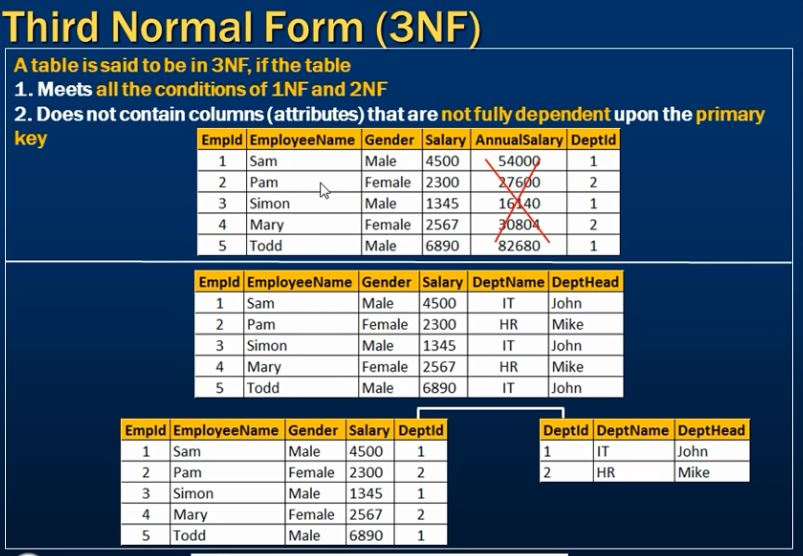 Third Normal Form (3NF)
A table is said to be in 3NF, if the table
1. Meets all the conditions of 1NF and 2NF
2. Does not contain columns (attributes) that are not fully dependent upon the primary
key
EmpId EmployeeName Gender Salary AnnualSalary DeptId
1 Sam Male 4500 54000 1
2 Pam Female 2300 27600 2
3 Simon Male 1345 16140 1
4 Mary Female 2567 30804 2
5 Todd Male 6890 82680 1
EmpId EmployeeName Gender Salary DeptName DeptHead
1 Sam Male 4500 IT John
2 Pam Female 2300 HR Mike
3 Simon Male 1345 IT John
4 Mary Female 2567 HR Mike
5 Todd Male 6890 IT John
EmpId EmployeeName Gender Salary DeptId
1 Sam Male 4500 1
2 Pam Female 2300 2
3 Simon Male 1345 1
4 Mary Female 2567 2
5 Todd Male 6890 1
DeptId DeptName DeptHead
1 IT John
2 HR Mike